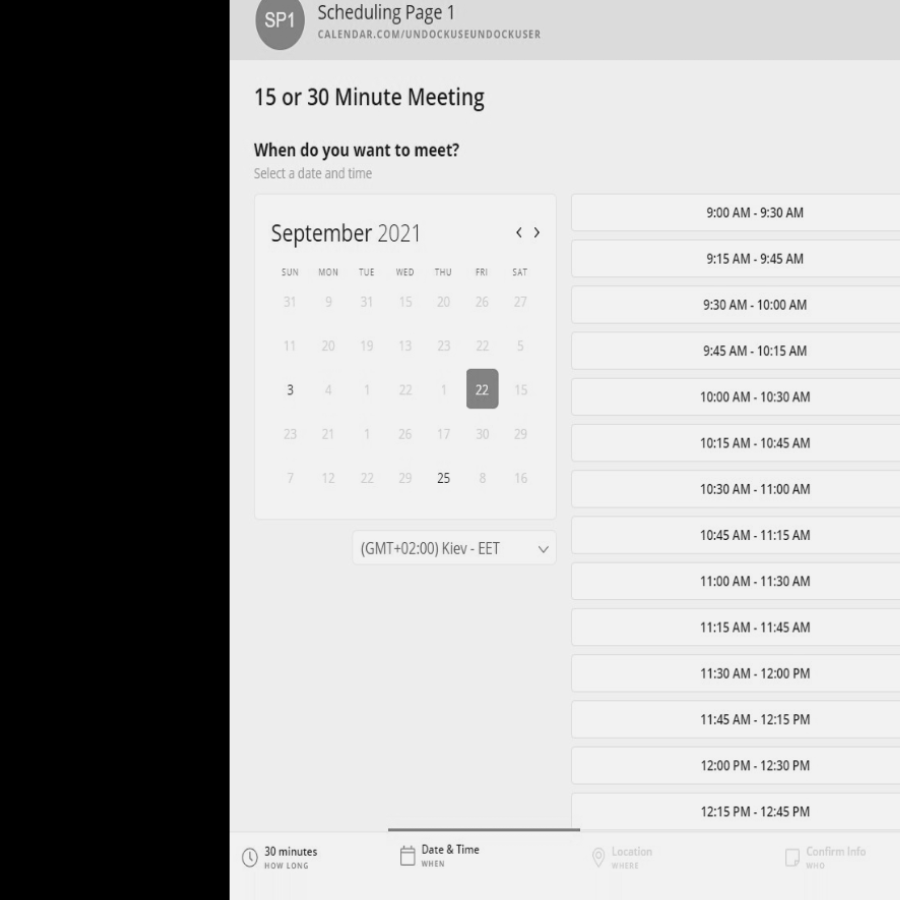 SP1
Scheduling Page 1
CALENDAR.COM/UNDOCKUSEUNDOCKUSER
15 or 30 Minute Meeting
When do you want to meet?
Select a date and time
September 2021
SUN MON TUE WED THU FRI SAT
31 9 31 15 20 26 27
11 20 19 13 23 22 5
3 4 1 22 1 22 15
23 21 1 26 17 30 29
7 12 22 29 25 8 16
(GMT+02:00) Kiev - EET
9:00 AM - 9:30 AM
9:15 AM - 9:45 AM
9:30 AM - 10:00 AM
9:45 AM - 10:15 AM
10:00 AM - 10:30 AM
10:15 AM - 10:45 AM
10:30 AM - 11:00 AM
10:45 AM - 11:15 AM
11:00 AM - 11:30 AM
11:15 AM - 11:45 AM
11:30 AM - 12:00 PM
11:45 AM - 12:15 PM
12:00 PM - 12:30 PM
12:15 PM - 12:45 PM
30 minutes
HOW LONG
Date & Time
WHEN
Location
WHERE
Confirm Info
WHO